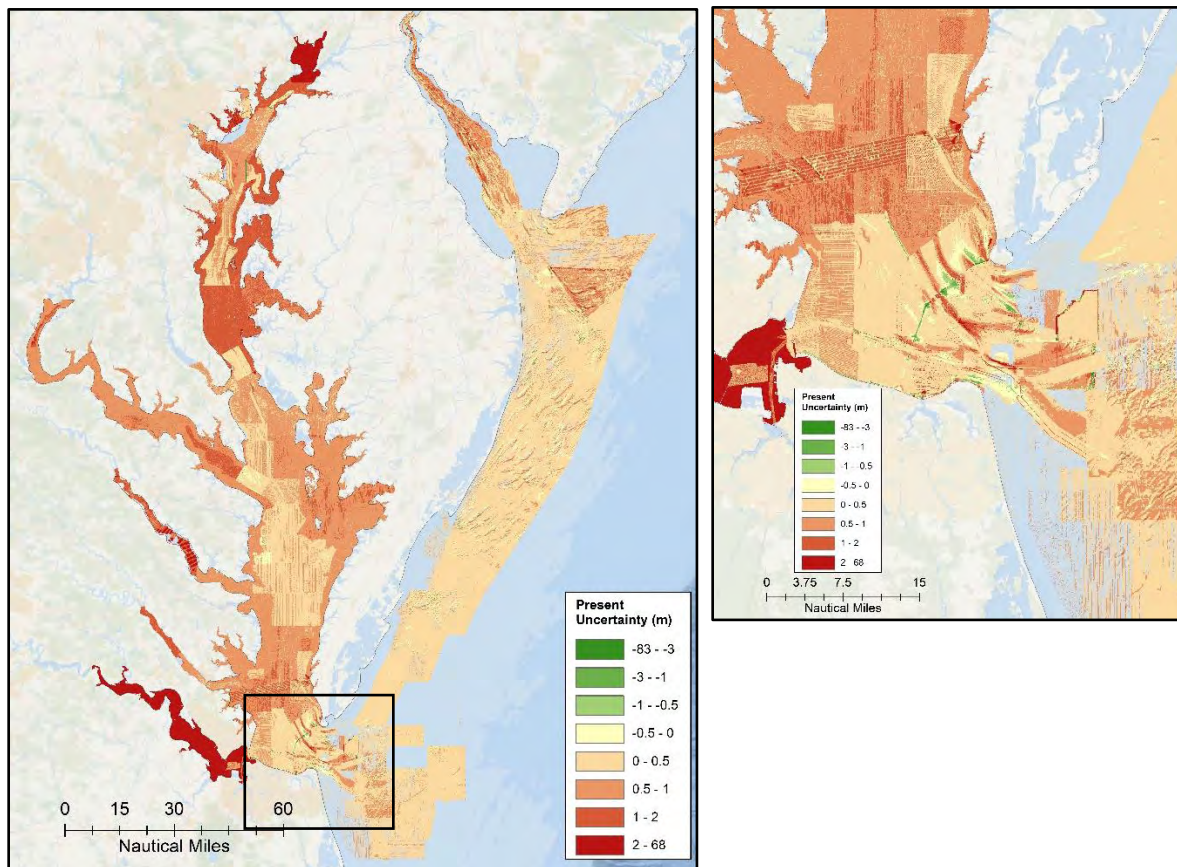 Present
Uncertainty (m)
-83 - -3
-3 - -1
-1 - -0.5
-0.5 - 0
0 - 0.5
0.5 - 1
1 - 2
2 - 68
0 15 30 60
Nautical Miles
Present
Uncertainty (m)
-83 - -3
-3 - -1
-1 - -0.5
-0.5 - 0
0 - 0.5
0.5 - 1
1 - 2
2 - 68
0 3.75 7.5 15
Nautical Miles